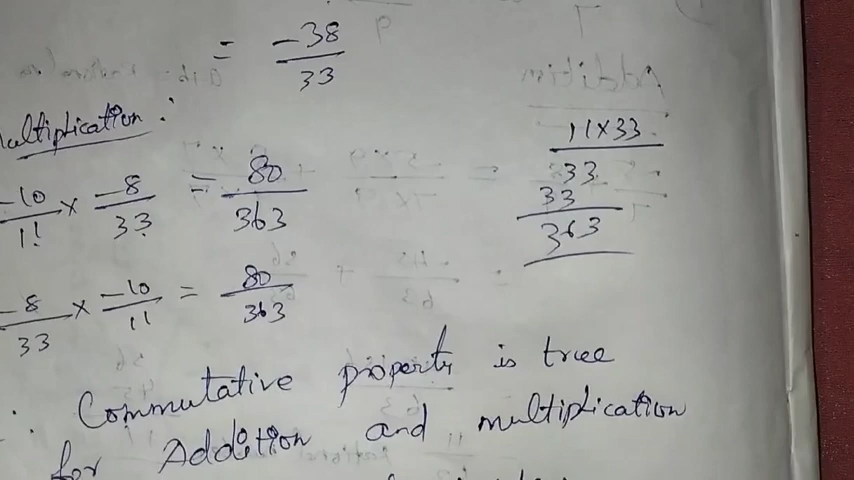 = -38/33
Multiplication :
-10/11 × -8/33 = 80/363
11×33
33
33
363
-8/33 × -10/11 = 80/363
∴ Commutative property is true
for Addition and multiplication